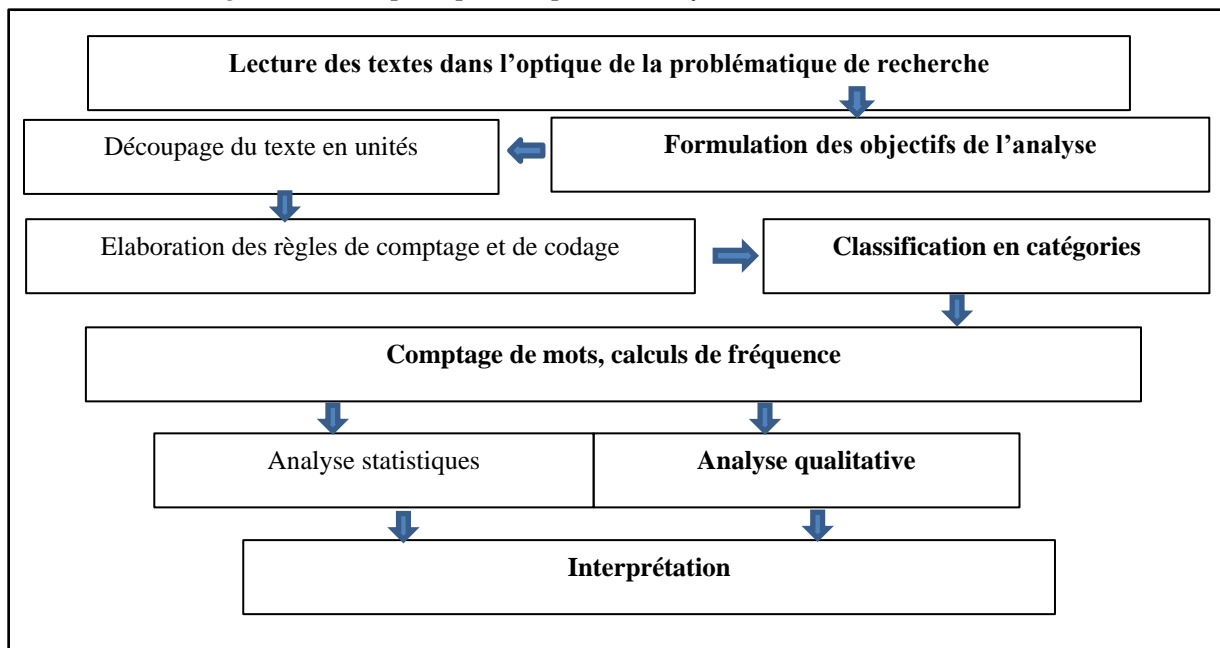 Lecture des textes dans l’optique de la problématique de recherche
Formulation des objectifs de l’analyse
Découpage du texte en unités
Elaboration des règles de comptage et de codage
Classification en catégories
Comptage de mots, calculs de fréquence
Analyse statistiques
Analyse qualitative
Interprétation